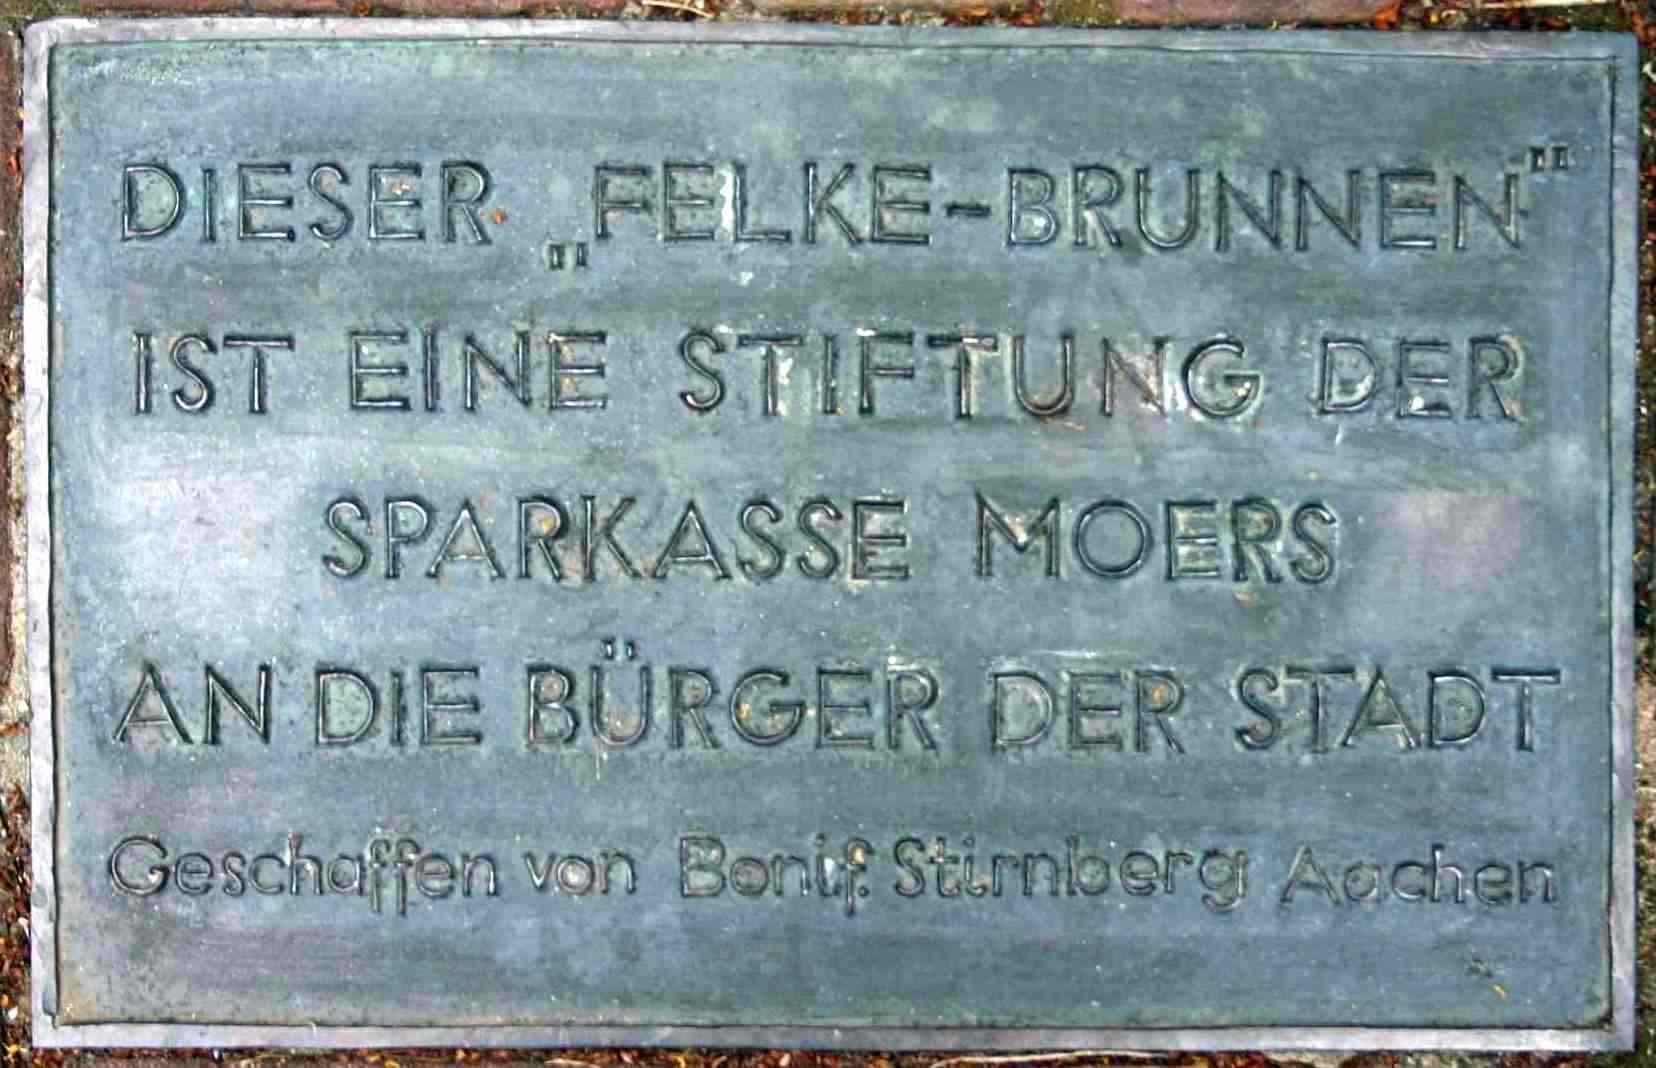 DIESER „FELKE-BRUNNEN"
IST EINE STIFTUNG DER
SPARKASSE MOERS
AN DIE BÜRGER DER STADT
Geschaffen von Bonif. Stirnberg Aachen